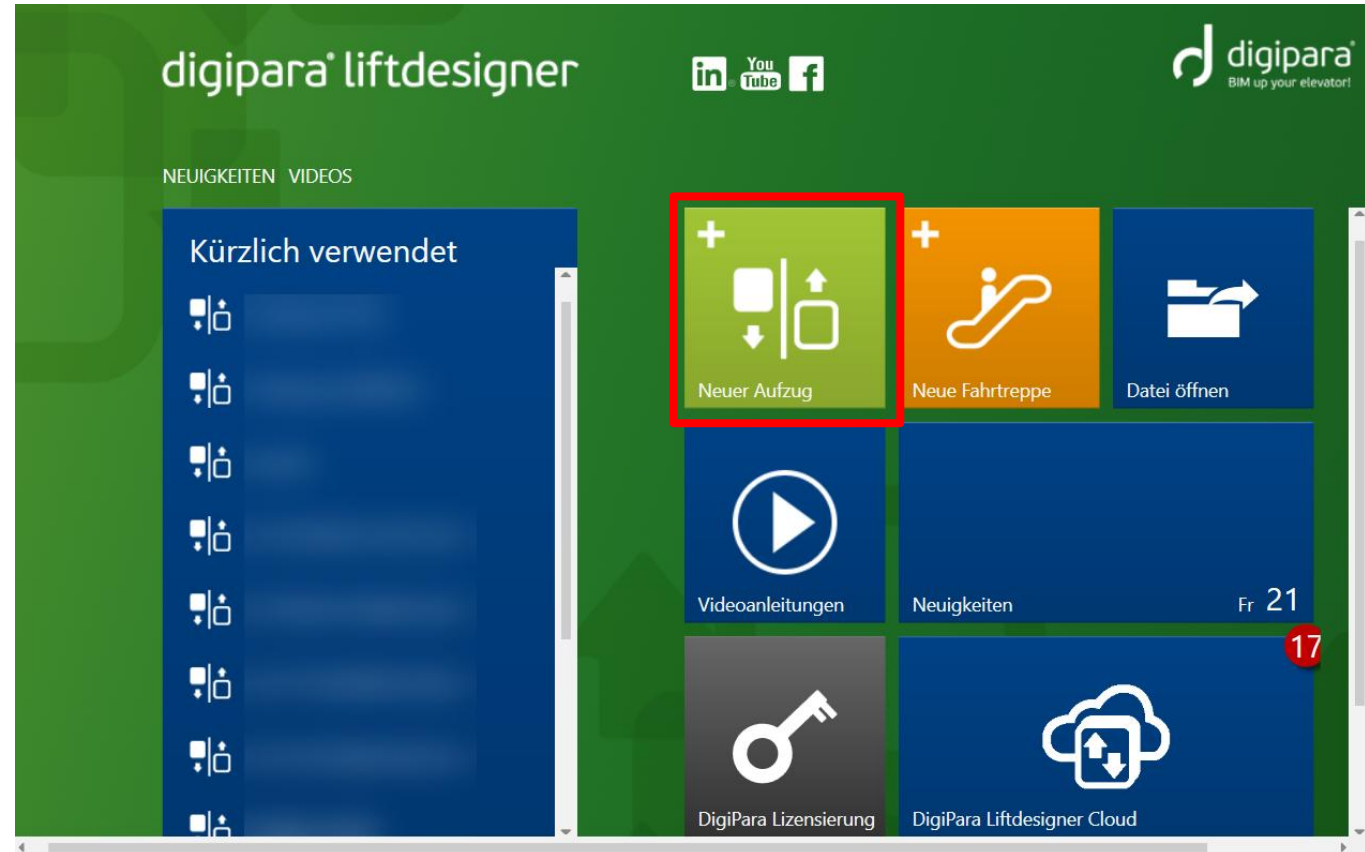 digipara® liftdesigner
in® You Tube f
digipara®
BIM up your elevator!
NEUIGKEITEN VIDEOS
Kürzlich verwendet
Neuer Aufzug
Neue Fahrtreppe
Datei öffnen
Videoanleitungen
Neuigkeiten
Fr 21
17
DigiPara Lizensierung
DigiPara Liftdesigner Cloud